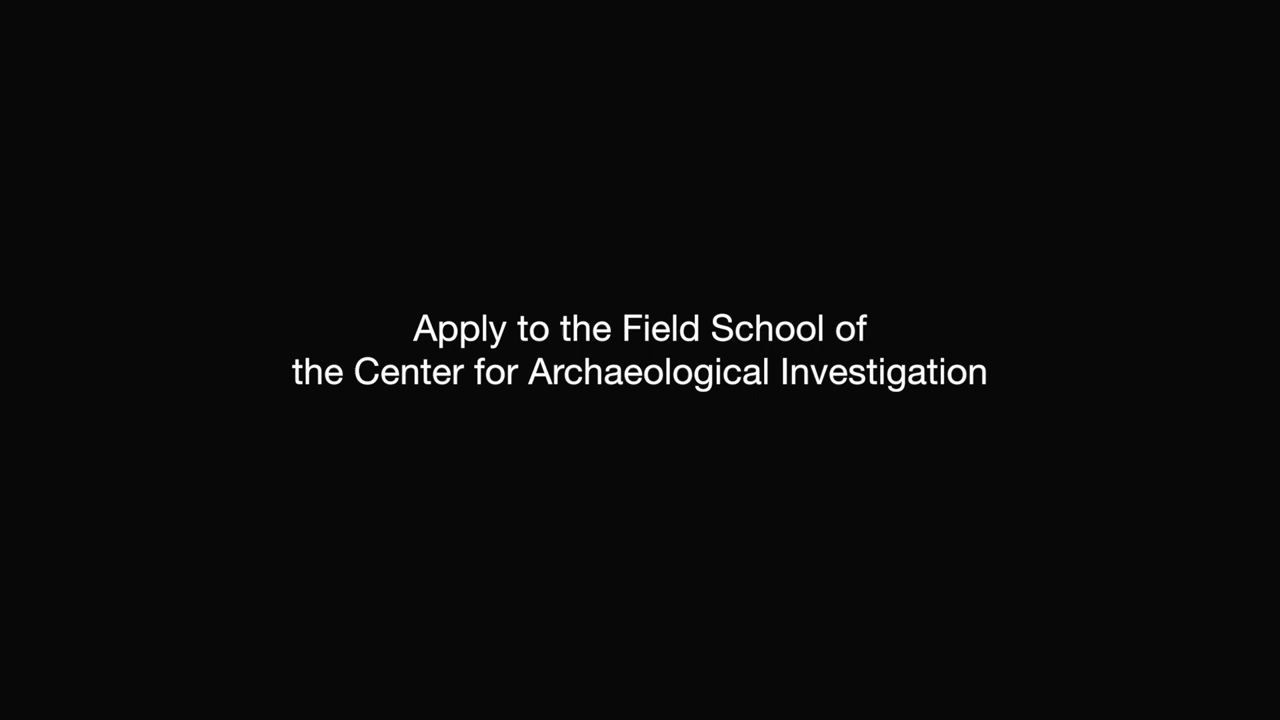 Apply to the Field School of
the Center for Archaeological Investigation